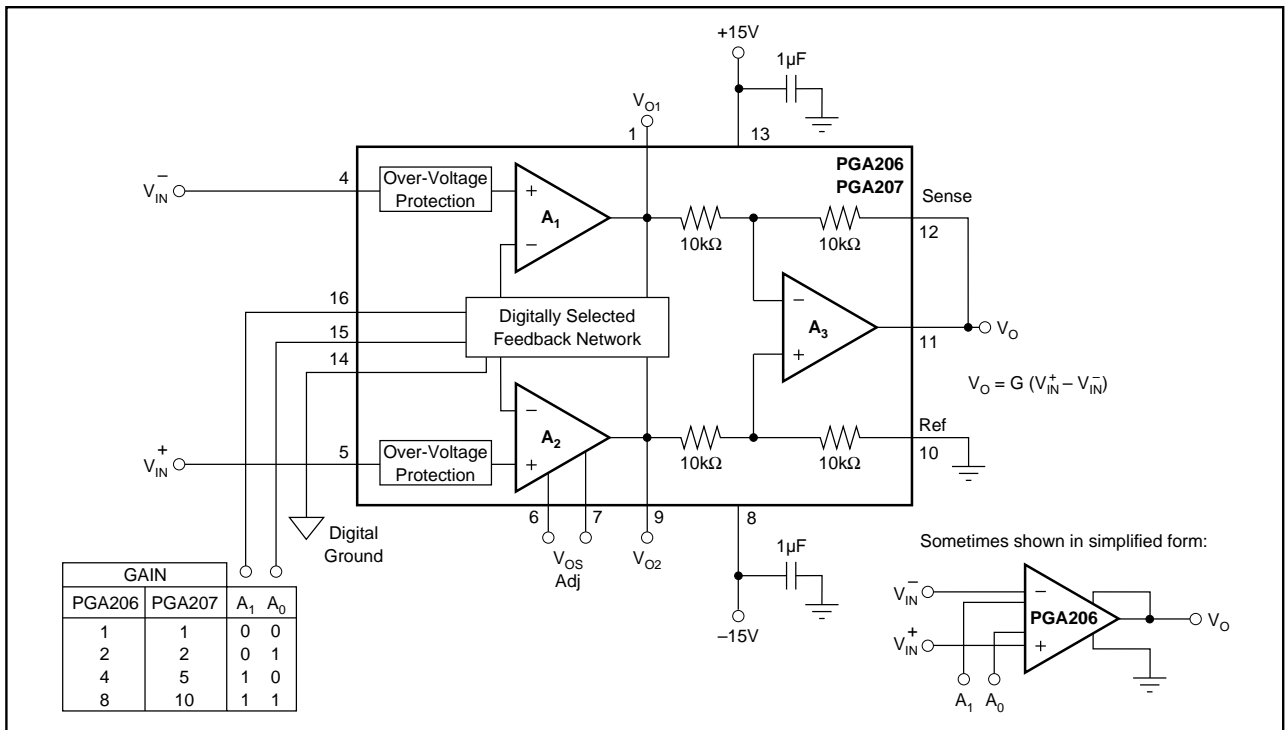 +15V
1µF
V_O1
1
13
PGA206
PGA207
V_IN^–
4
Over-Voltage
Protection
+
A_1
–
10kΩ
10kΩ
Sense
12
16
15
14
Digitally Selected
Feedback Network
–
A_3
+
11
V_O
V_O = G (V_IN^+ – V_IN^–)
V_IN^+
5
Over-Voltage
Protection
–
A_2
+
10kΩ
10kΩ
Ref
10
6
7
9
8
Digital
Ground
V_OS
Adj
V_O2
1µF
–15V
GAIN
PGA206 PGA207 A_1 A_0
1 1 0 0
2 2 0 1
4 5 1 0
8 10 1 1
Sometimes shown in simplified form:
V_IN^–
–
PGA206
V_O
V_IN^+
+
A_1 A_0